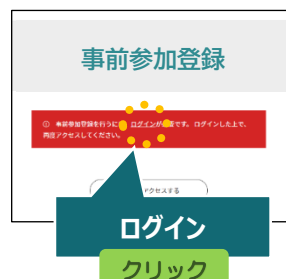 事前参加登録
① 事前参加登録を行うに ログインが です。ログインした上で、
再度アクセスしてください。
アクセスする
ログイン
クリック